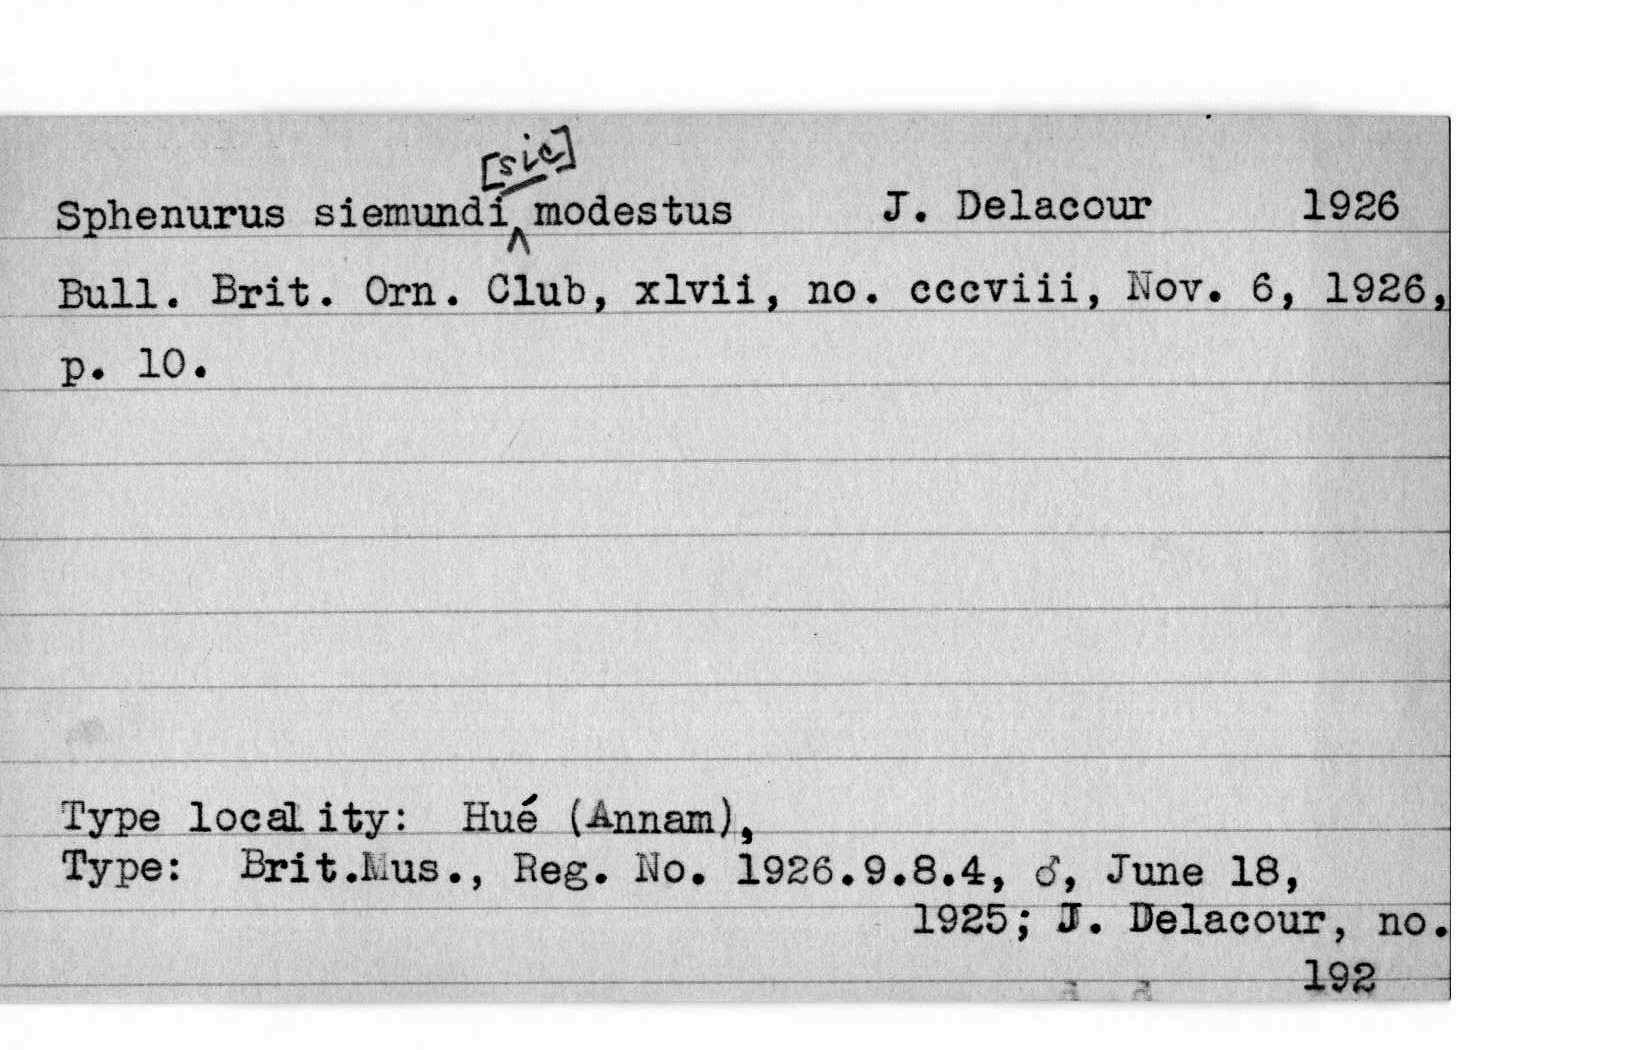 Sphenurus siemundi [sic] modestus J. Delacour 1926
Bull. Brit. Orn. Club, xlvii, no. cccviii, Nov. 6, 1926,
p. 10.
Type locality: Hué (Annam),
Type: Brit.Mus., Reg. No. 1926.9.8.4, ♂, June 18,
1925; J. Delacour, no.
192